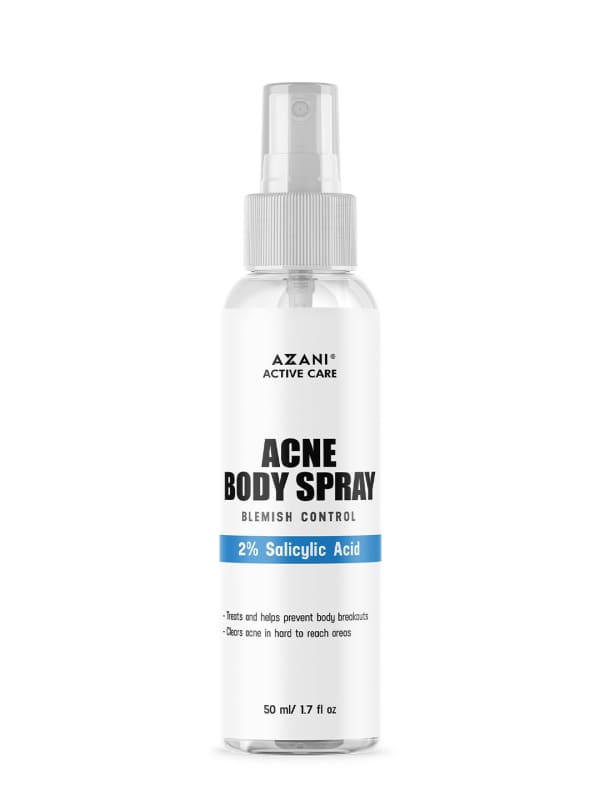 AZANI®
ACTIVE CARE
ACNE
BODY SPRAY
BLEMISH CONTROL
2% Salicylic Acid
- Treats and helps prevent body breakouts
- Clears acne in hard to reach areas
50 ml/ 1.7 fl oz